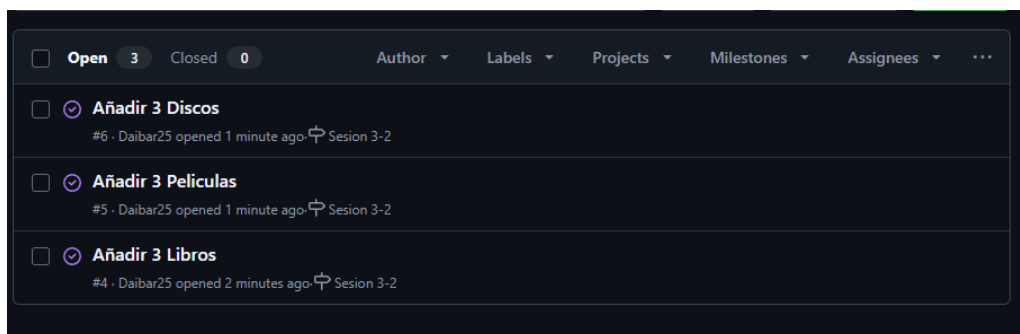 Open 3 Closed 0 Author Labels Projects Milestones Assignees ...
Añadir 3 Discos
#6 · Daibar25 opened 1 minute ago· Sesion 3-2
Añadir 3 Peliculas
#5 · Daibar25 opened 1 minute ago· Sesion 3-2
Añadir 3 Libros
#4 · Daibar25 opened 2 minutes ago· Sesion 3-2